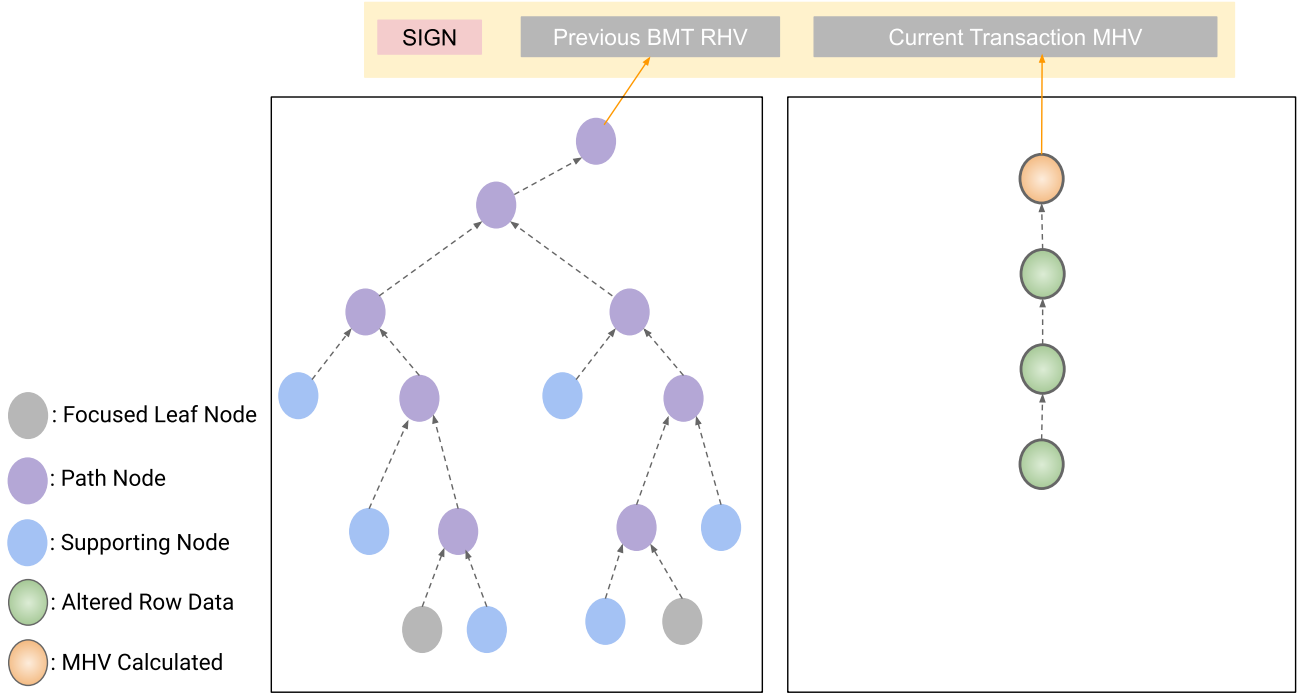 SIGN
Previous BMT RHV
Current Transaction MHV
: Focused Leaf Node
: Path Node
: Supporting Node
: Altered Row Data
: MHV Calculated